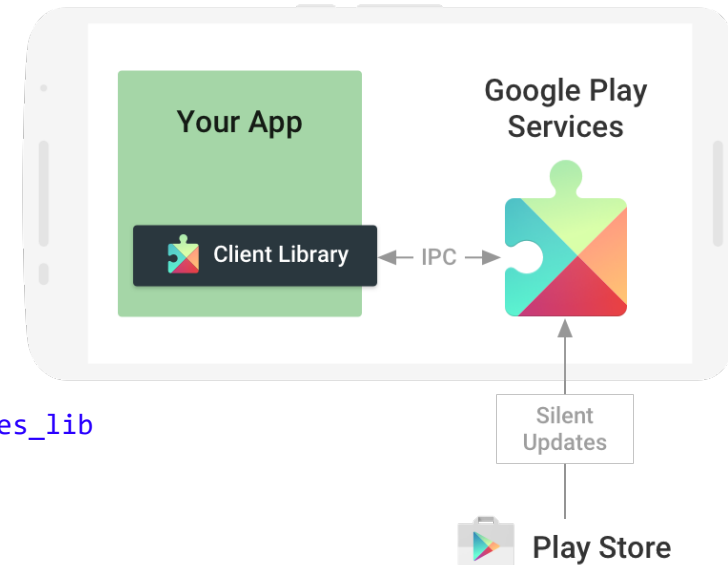 Your App
Google Play
Services
Client Library
IPC
es_lib
Silent
Updates
Play Store